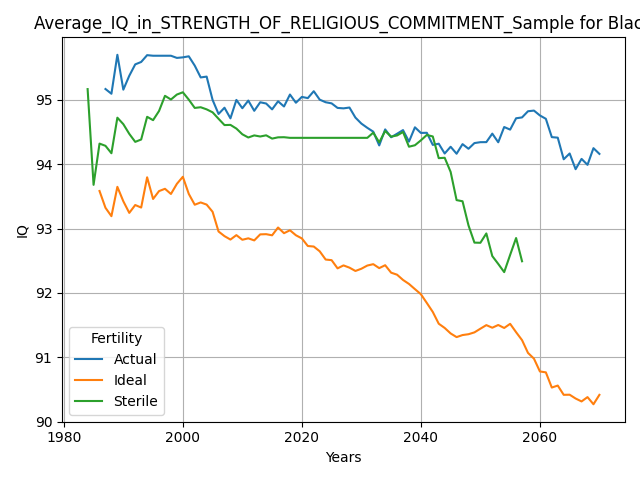 Average_IQ_in_STRENGTH_OF_RELIGIOUS_COMMITMENT_Sample for Blac
95
94
93
92
91
90
IQ
Fertility
Actual
Ideal
Sterile
1980 2000 2020 2040 2060
Years